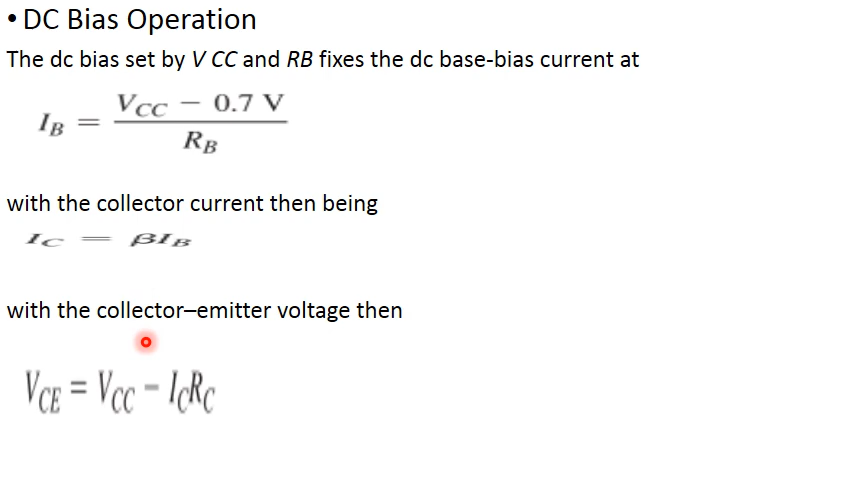 • DC Bias Operation
The dc bias set by V CC and RB fixes the dc base-bias current at
I_B = (V_CC − 0.7 V) / R_B
with the collector current then being
I_C = βI_B
with the collector–emitter voltage then
V_CE = V_CC − I_C R_C